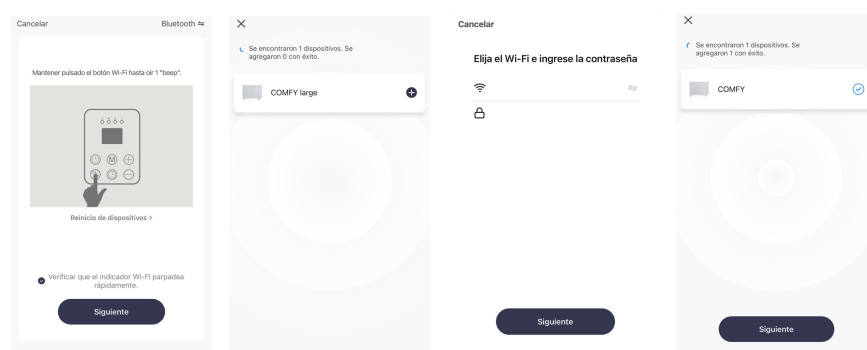 Cancelar
Bluetooth
Mantener pulsado el botón Wi-Fi hasta oir 1 "beep".
M
Reinicio de dispositivos >
Verificar que el indicador Wi-Fi parpadea
rápidamente.
Siguiente
Se encontraron 1 dispositivos. Se
agregaron 0 con éxito.
COMFY large
Cancelar
Elija el Wi-Fi e ingrese la contraseña
Siguiente
Se encontraron 1 dispositivos. Se
agregaron 1 con éxito.
COMFY
Siguiente